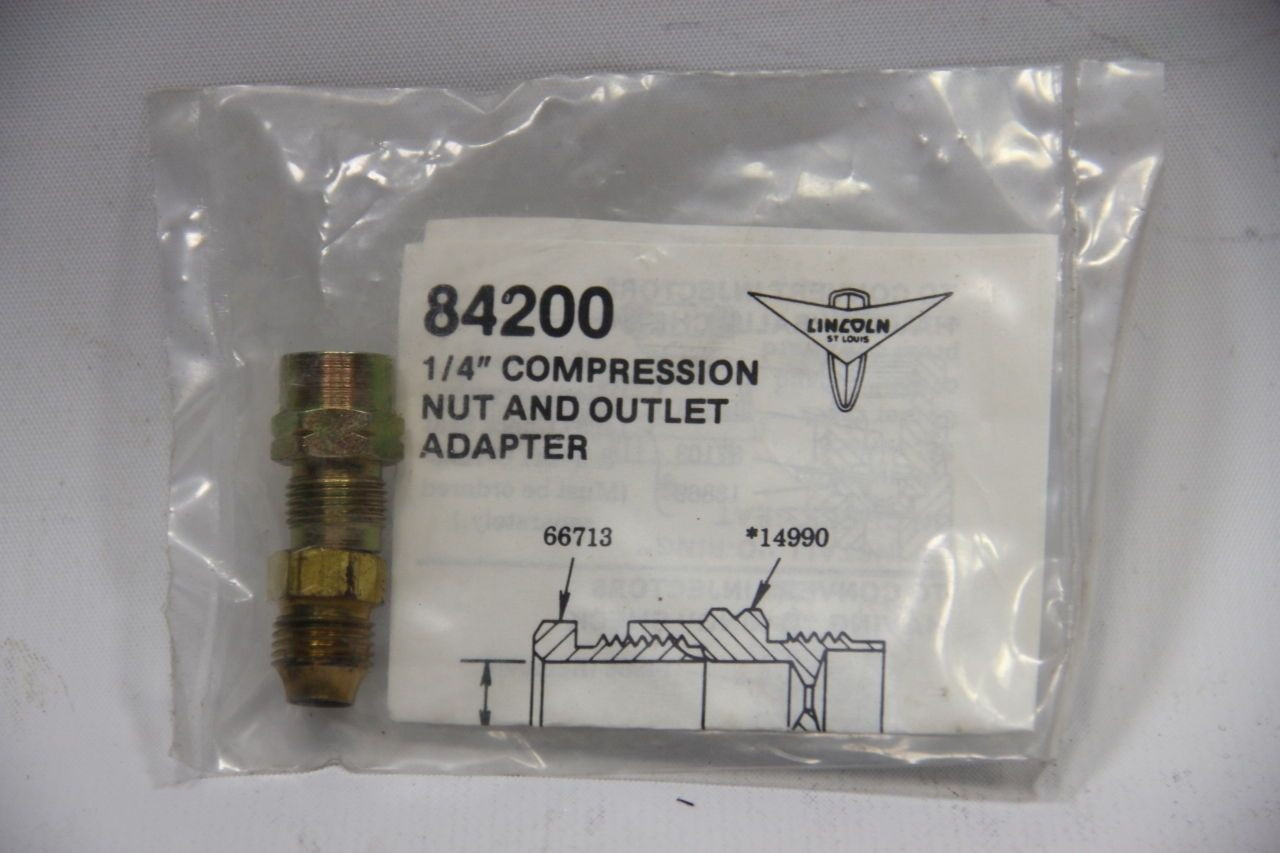 84200
1/4" COMPRESSION
NUT AND OUTLET
ADAPTER
LINCOLN
ST LOUIS
66713
*14990